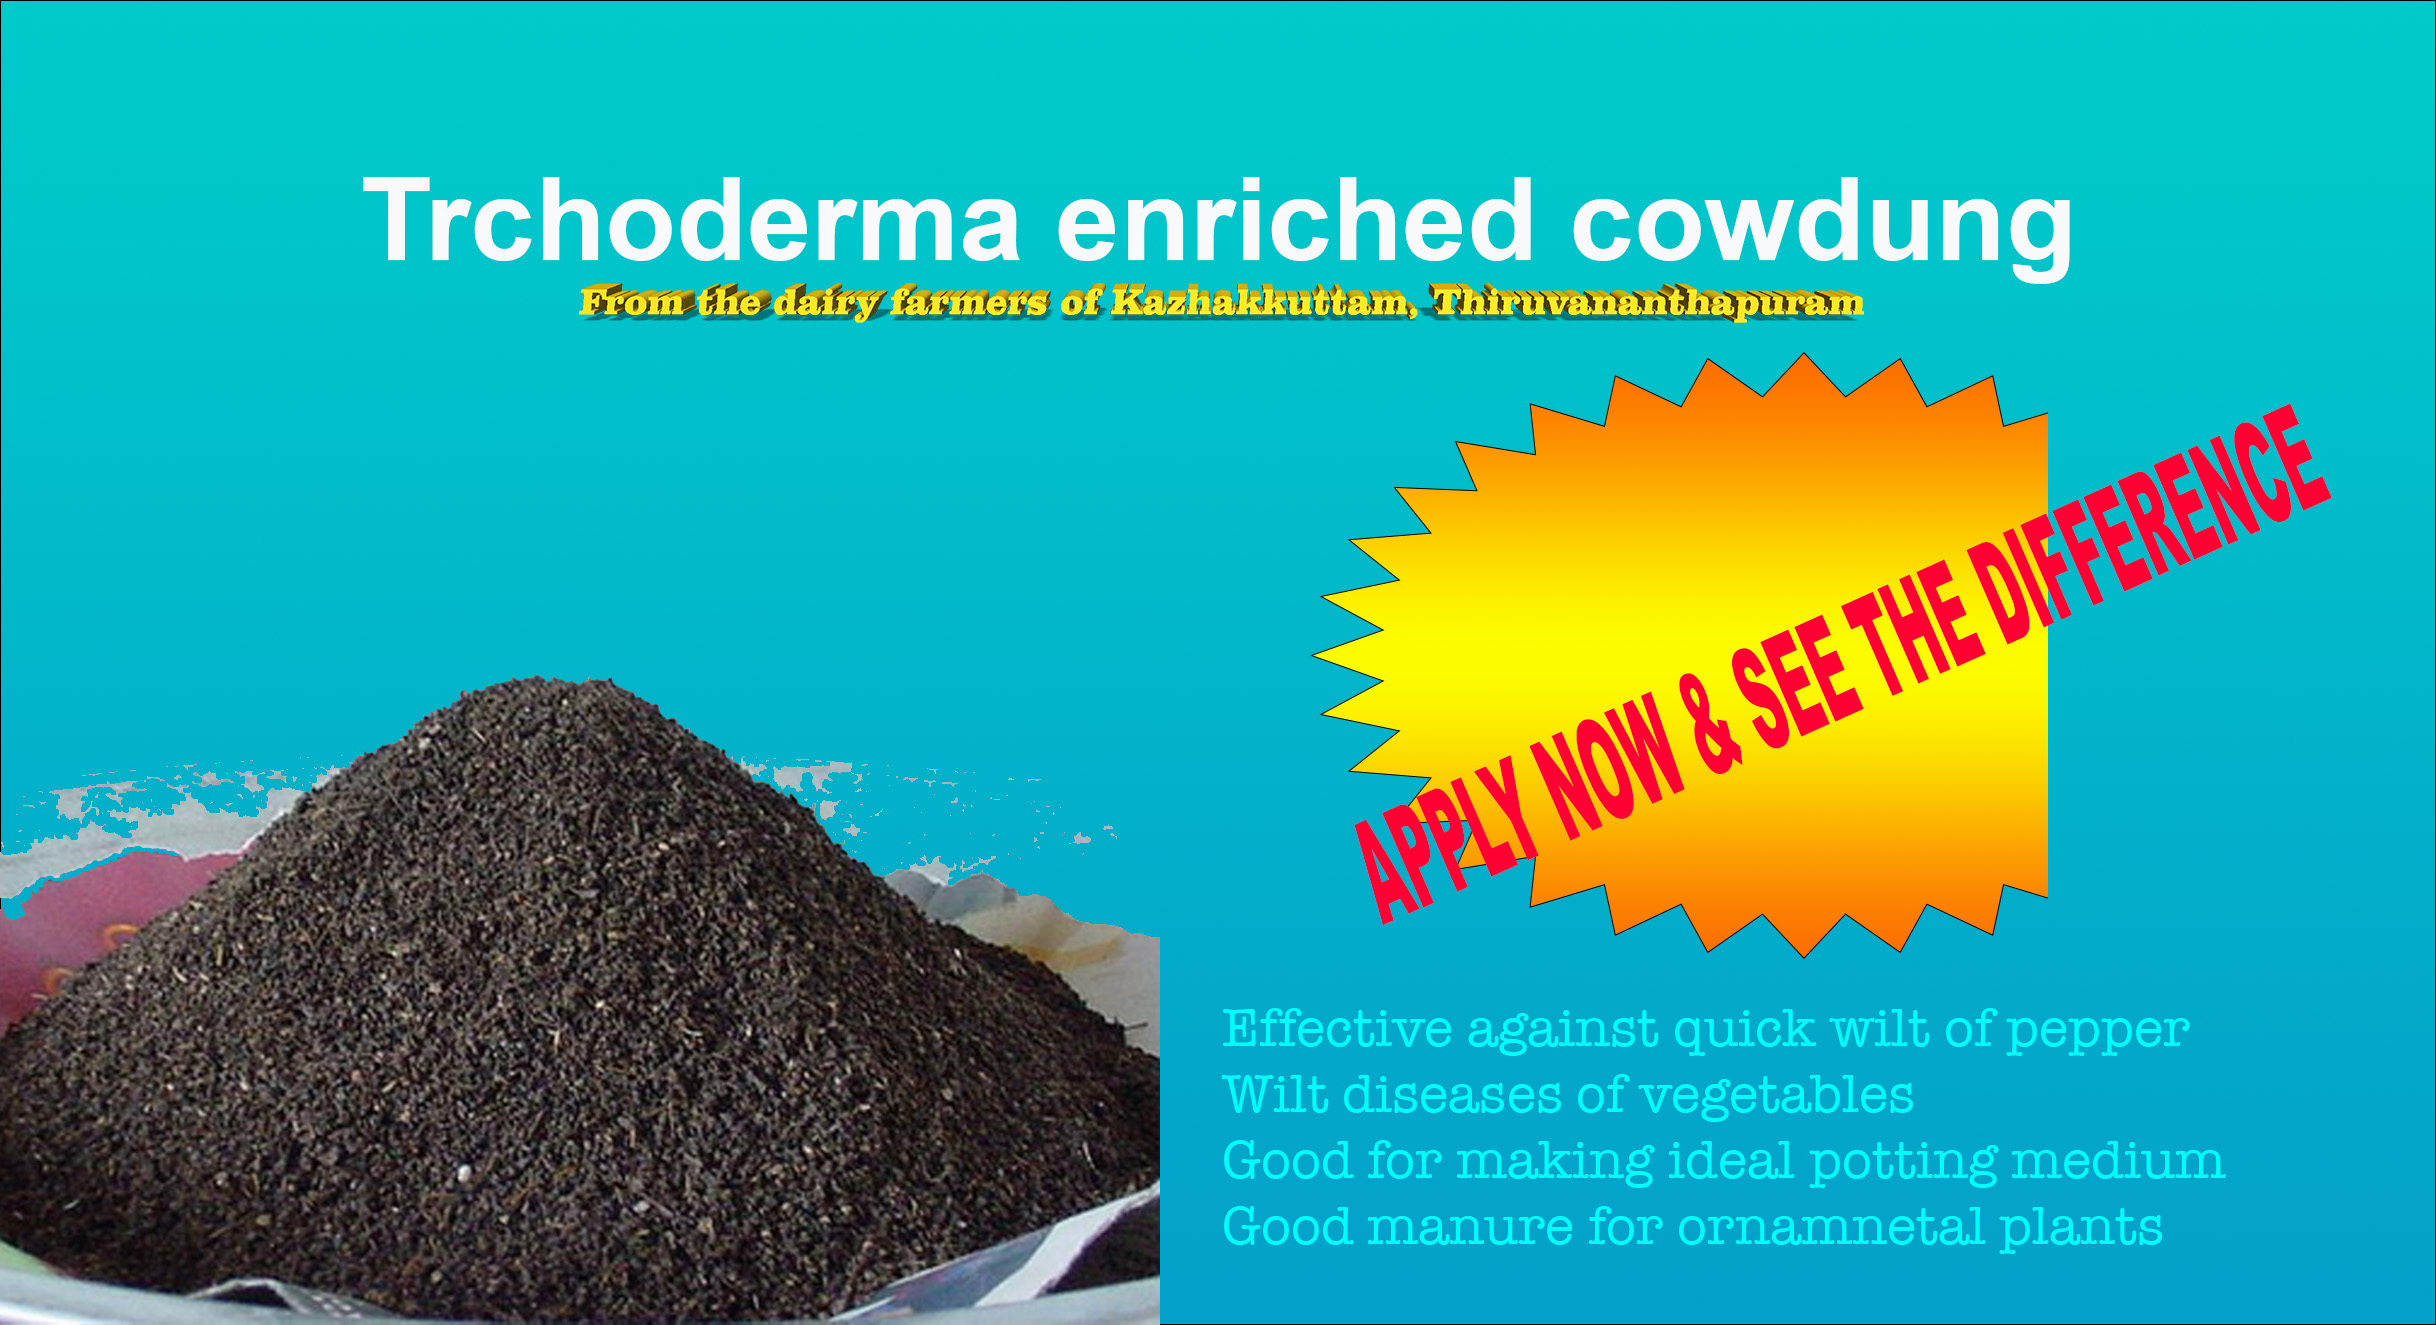 Trchoderma enriched cowdung
From the dairy farmers of Kazhakkuttam, Thiruvananthapuram
APPLY NOW & SEE THE DIFFERENCE
Effective against quick wilt of pepper
Wilt diseases of vegetables
Good for making ideal potting medium
Good manure for ornamnetal plants